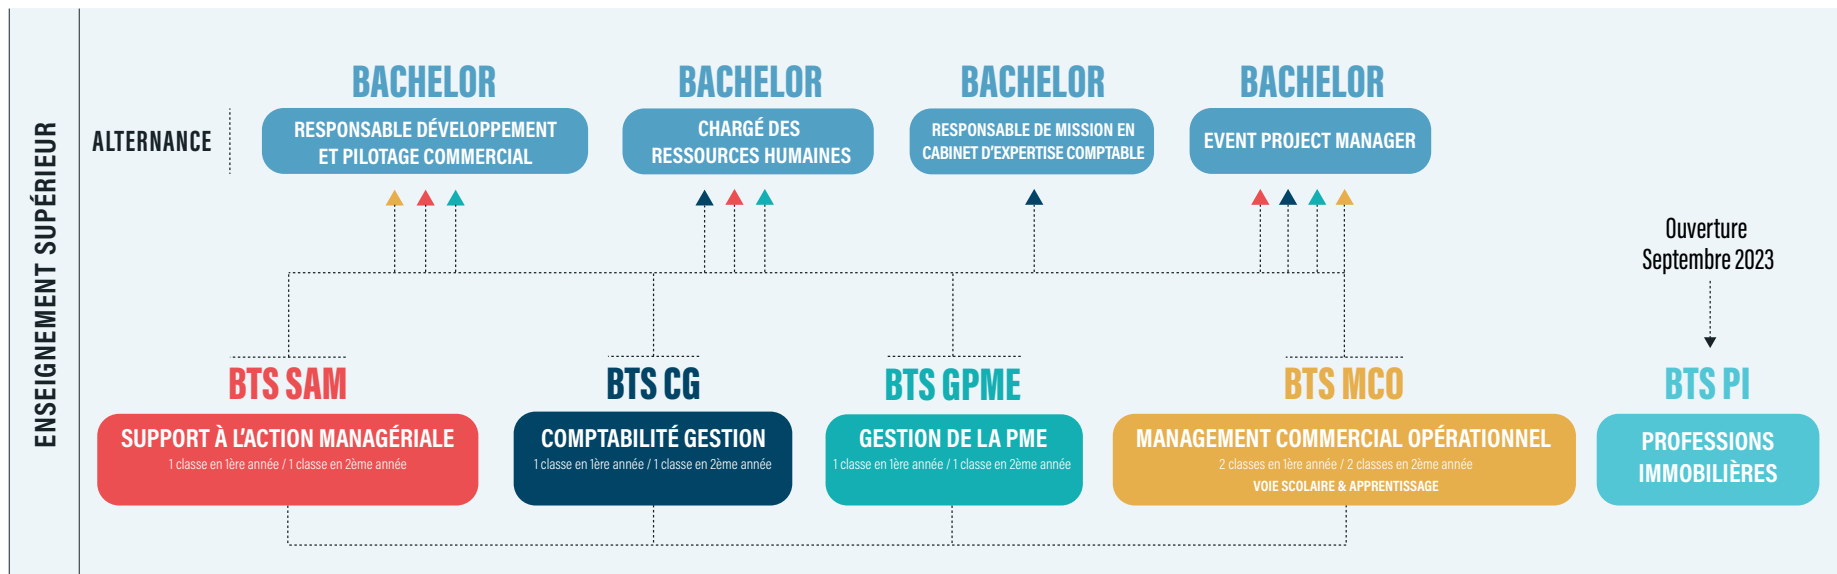 ENSEIGNEMENT SUPÉRIEUR
ALTERNANCE
BACHELOR
RESPONSABLE DÉVELOPPEMENT
ET PILOTAGE COMMERCIAL
BACHELOR
CHARGÉ DES
RESSOURCES HUMAINES
BACHELOR
RESPONSABLE DE MISSION EN
CABINET D'EXPERTISE COMPTABLE
BACHELOR
EVENT PROJECT MANAGER
Ouverture
Septembre 2023
BTS SAM
SUPPORT À L'ACTION MANAGÉRIALE
1 classe en 1ère année / 1 classe en 2ème année
BTS CG
COMPTABILITÉ GESTION
1 classe en 1ère année / 1 classe en 2ème année
BTS GPME
GESTION DE LA PME
1 classe en 1ère année / 1 classe en 2ème année
BTS MCO
MANAGEMENT COMMERCIAL OPÉRATIONNEL
2 classes en 1ère année / 2 classes en 2ème année
VOIE SCOLAIRE & APPRENTISSAGE
BTS PI
PROFESSIONS
IMMOBILIÈRES